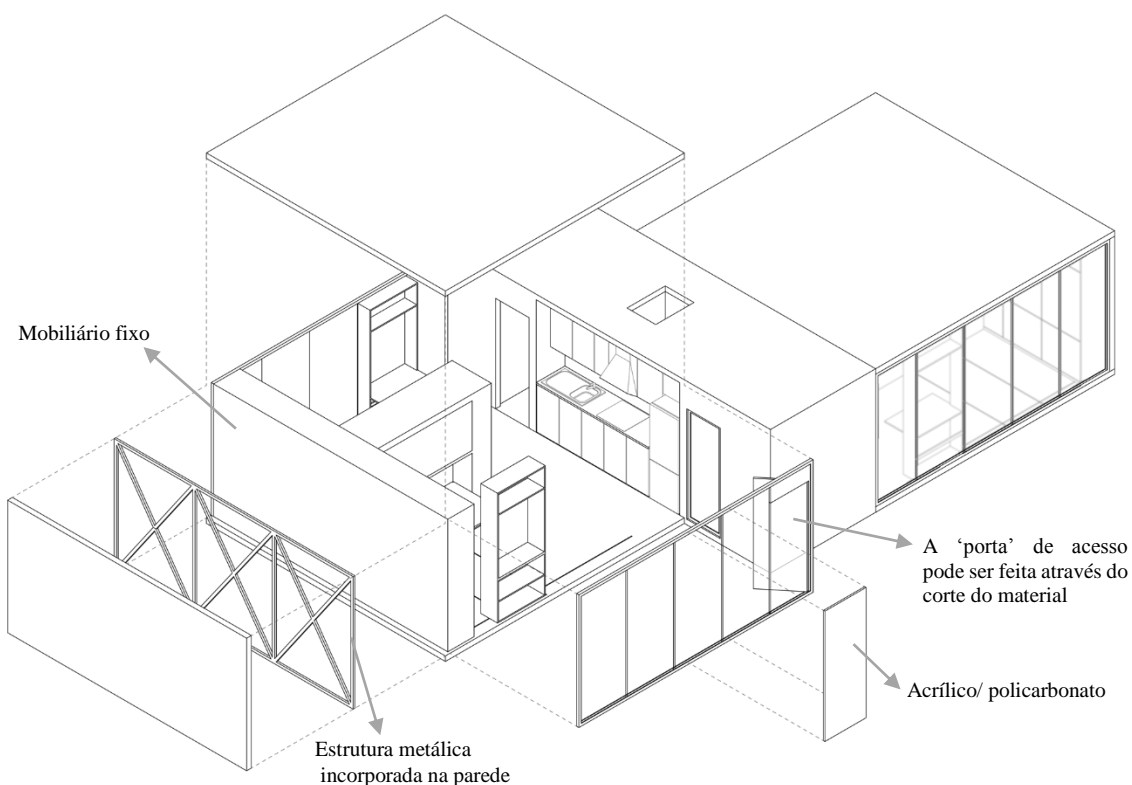 Mobiliário fixo
A ‘porta’ de acesso
pode ser feita através do
corte do material
Acrílico/ policarbonato
Estrutura metálica
incorporada na parede